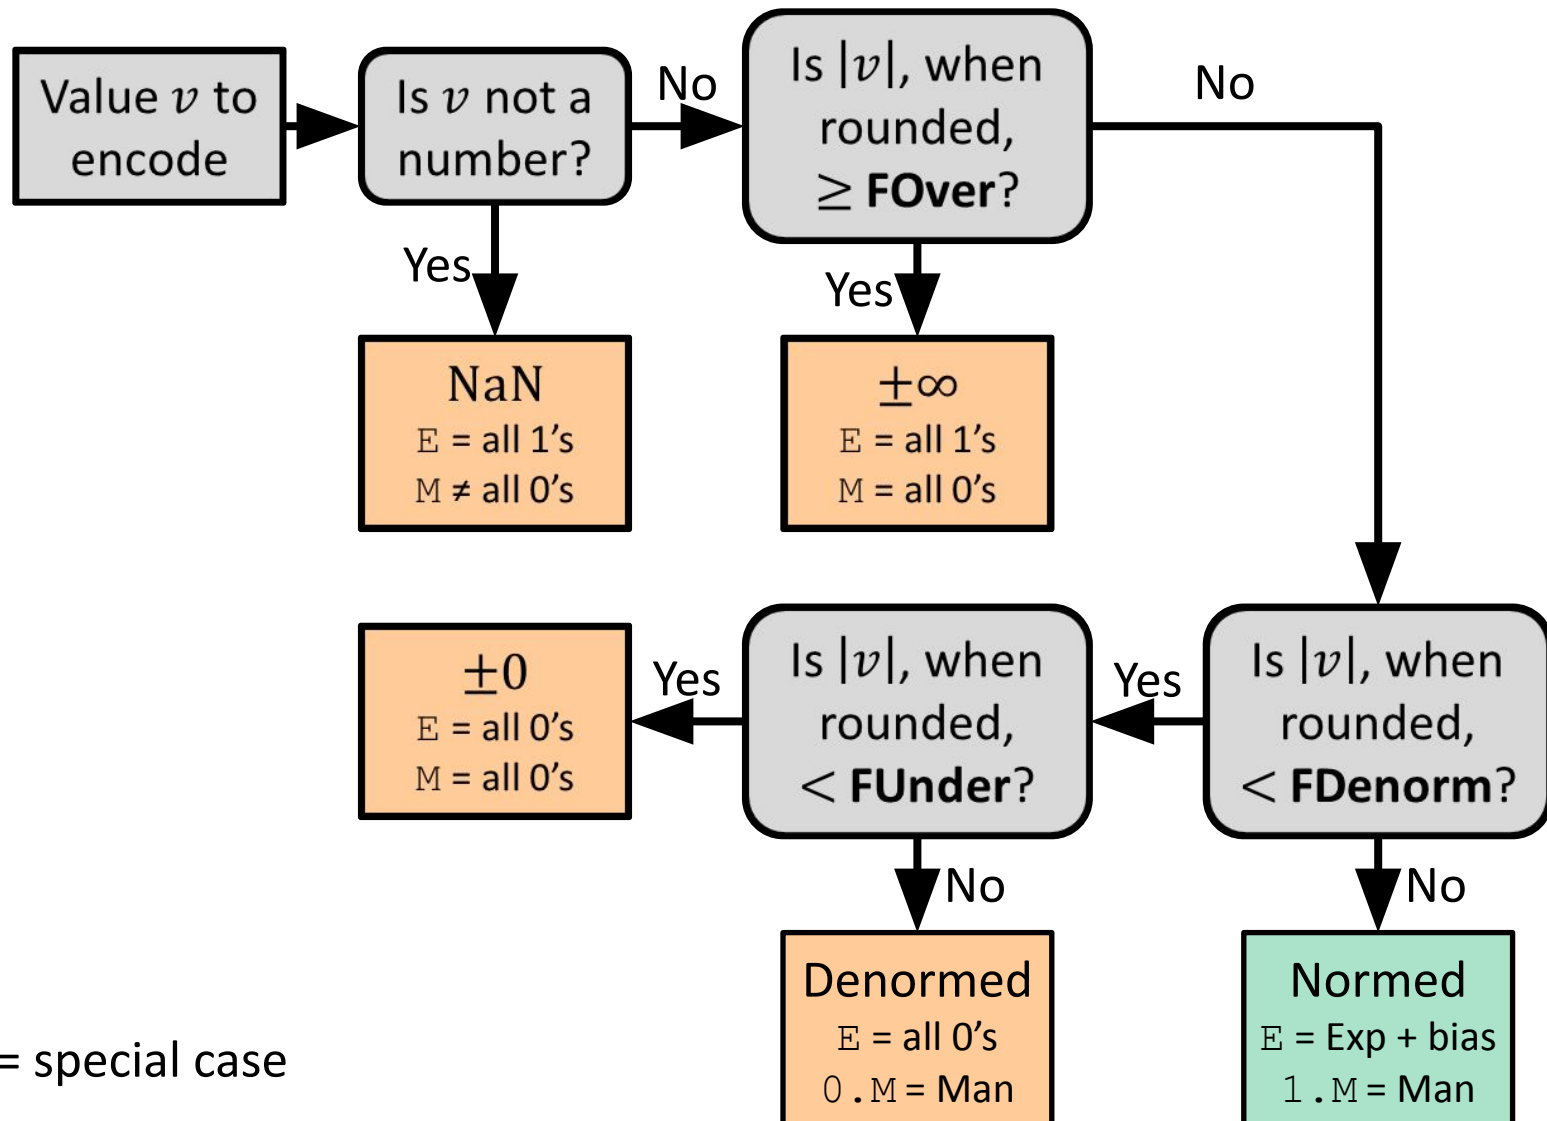 Value v to
encode
Is v not a
number?
No
Is |v|, when
rounded,
≥ FOver?
No
Yes
Yes
NaN
E = all 1's
M ≠ all 0's
±∞
E = all 1's
M = all 0's
±0
E = all 0's
M = all 0's
Yes
Is |v|, when
rounded,
< FUnder?
Yes
Is |v|, when
rounded,
< FDenorm?
No
No
Denormed
E = all 0's
0.M = Man
Normed
E = Exp + bias
1.M = Man
= special case